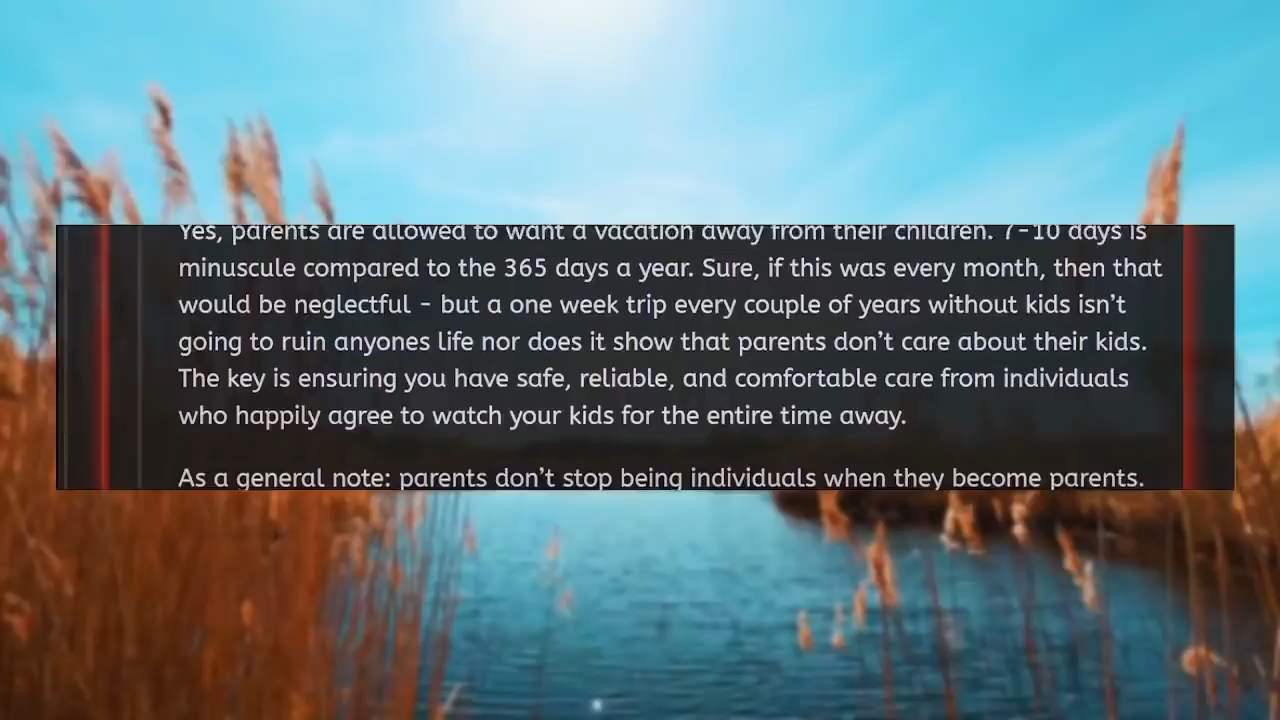 Yes, parents are allowed to want a vacation away from their children. 7-10 days is
minuscule compared to the 365 days a year. Sure, if this was every month, then that
would be neglectful - but a one week trip every couple of years without kids isn’t
going to ruin anyones life nor does it show that parents don’t care about their kids.
The key is ensuring you have safe, reliable, and comfortable care from individuals
who happily agree to watch your kids for the entire time away.
As a general note: parents don’t stop being individuals when they become parents.